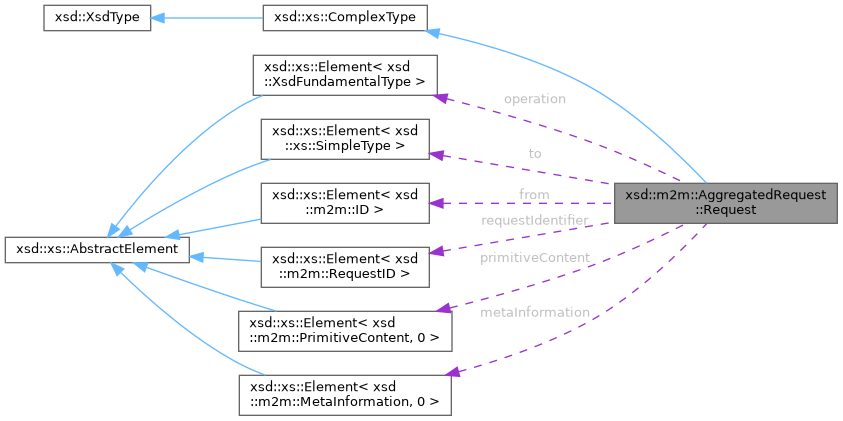 xsd::XsdType
xsd::xs::ComplexType
xsd::xs::Element< xsd
::XsdFundamentalType >
operation
xsd::xs::Element< xsd
::xs::SimpleType >
to
xsd::xs::Element< xsd
::m2m::ID >
from
xsd::m2m::AggregatedRequest
::Request
requestIdentifier
xsd::xs::AbstractElement
xsd::xs::Element< xsd
::m2m::RequestID >
primitiveContent
xsd::xs::Element< xsd
::m2m::PrimitiveContent, 0 >
metaInformation
xsd::xs::Element< xsd
::m2m::MetaInformation, 0 >